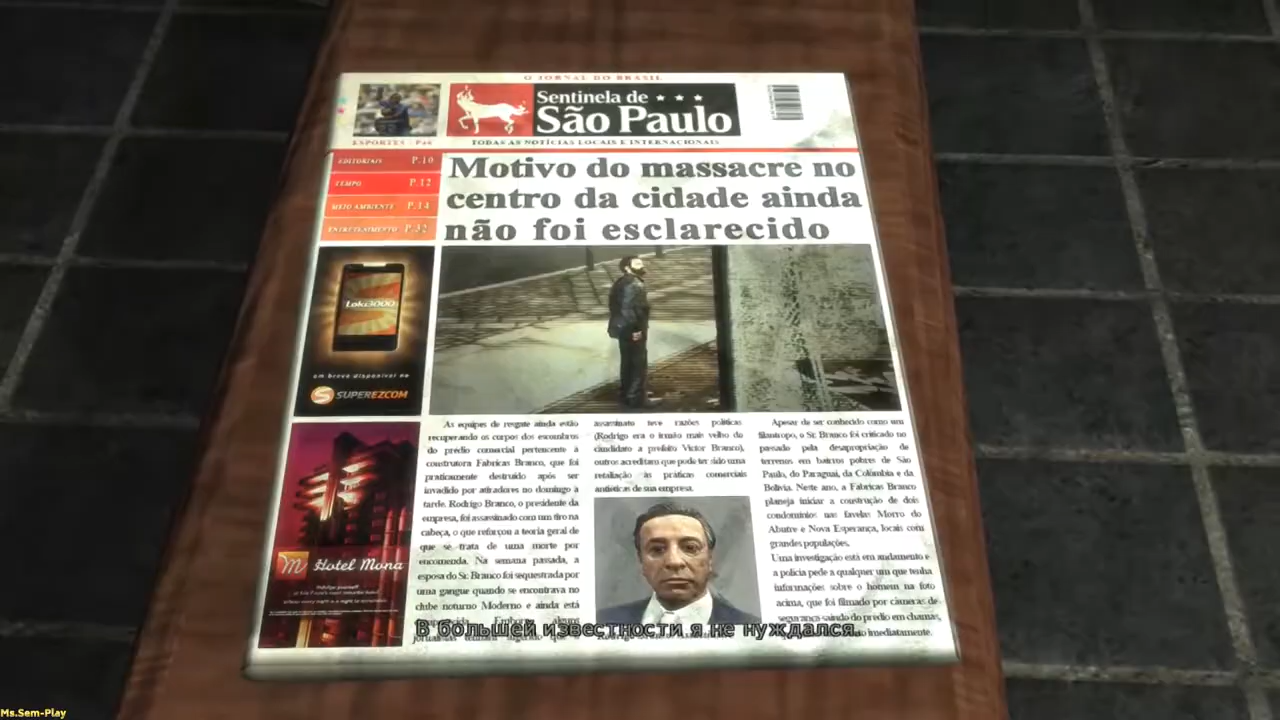 O JORNAL DO BRASIL
Sentinela de
São Paulo
ESPORTES - P46
TODAS AS NOTÍCIAS LOCAIS E INTERNACIONAIS
EDITORIAIS P.10
TEMPO P.12
MEIO AMBIENTE P.14
ENTRETENIMENTO P.32
Motivo do massacre no
centro da cidade ainda
não foi esclarecido
Loki3000
em breve disponível no
SUPEREZCOM
Hotel Mona
As equipes de resgate ainda estão
recuperando os corpos dos escombros
do prédio comercial pertencente à
construtora Fabricas Branco, que foi
praticamente destruído após ser
invadido por atiradores no domingo à
tarde. Rodrigo Branco, o presidente da
empresa, foi assassinado com um tiro na
cabeça, o que reforçou a teoria geral de
que se trata de uma morte por
encomenda. Na semana passada, a
esposa do Sr. Branco foi sequestrada por
uma gangue quando se encontrava no
clube noturno Moderno e ainda está
assassinato teve razões políticas
(Rodrigo era o irmão mais velho do
candidato a prefeito Victor Branco),
outros acreditam que pode ter sido uma
retaliação às práticas comerciais
antiéticas de sua empresa.
Apesar de ser conhecido como um
filantropo, o Sr. Branco foi criticado no
passado pela desapropriação de
terrenos em bairros pobres de São
Paulo, do Paraguai, da Colômbia e da
Bolívia. Neste ano, a Fabricas Branco
planeja iniciar a construção de dois
condomínios nas favelas Morro do
Abutre e Nova Esperança, locais com
grandes populações.
Uma investigação está em andamento e
a polícia pede a qualquer um que tenha
informações sobre o homem na foto
acima, que foi filmado por câmeras de
segurança saindo do prédio em chamas,
imediatamente.
В большей известности я не нуждался.
Ms.Sem-Play